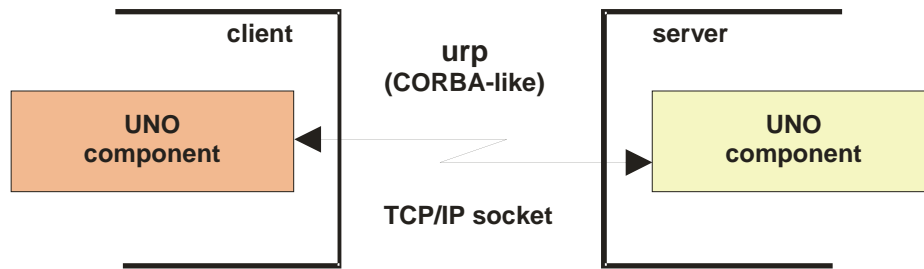 client
server
urp
(CORBA-like)
UNO
component
UNO
component
TCP/IP socket